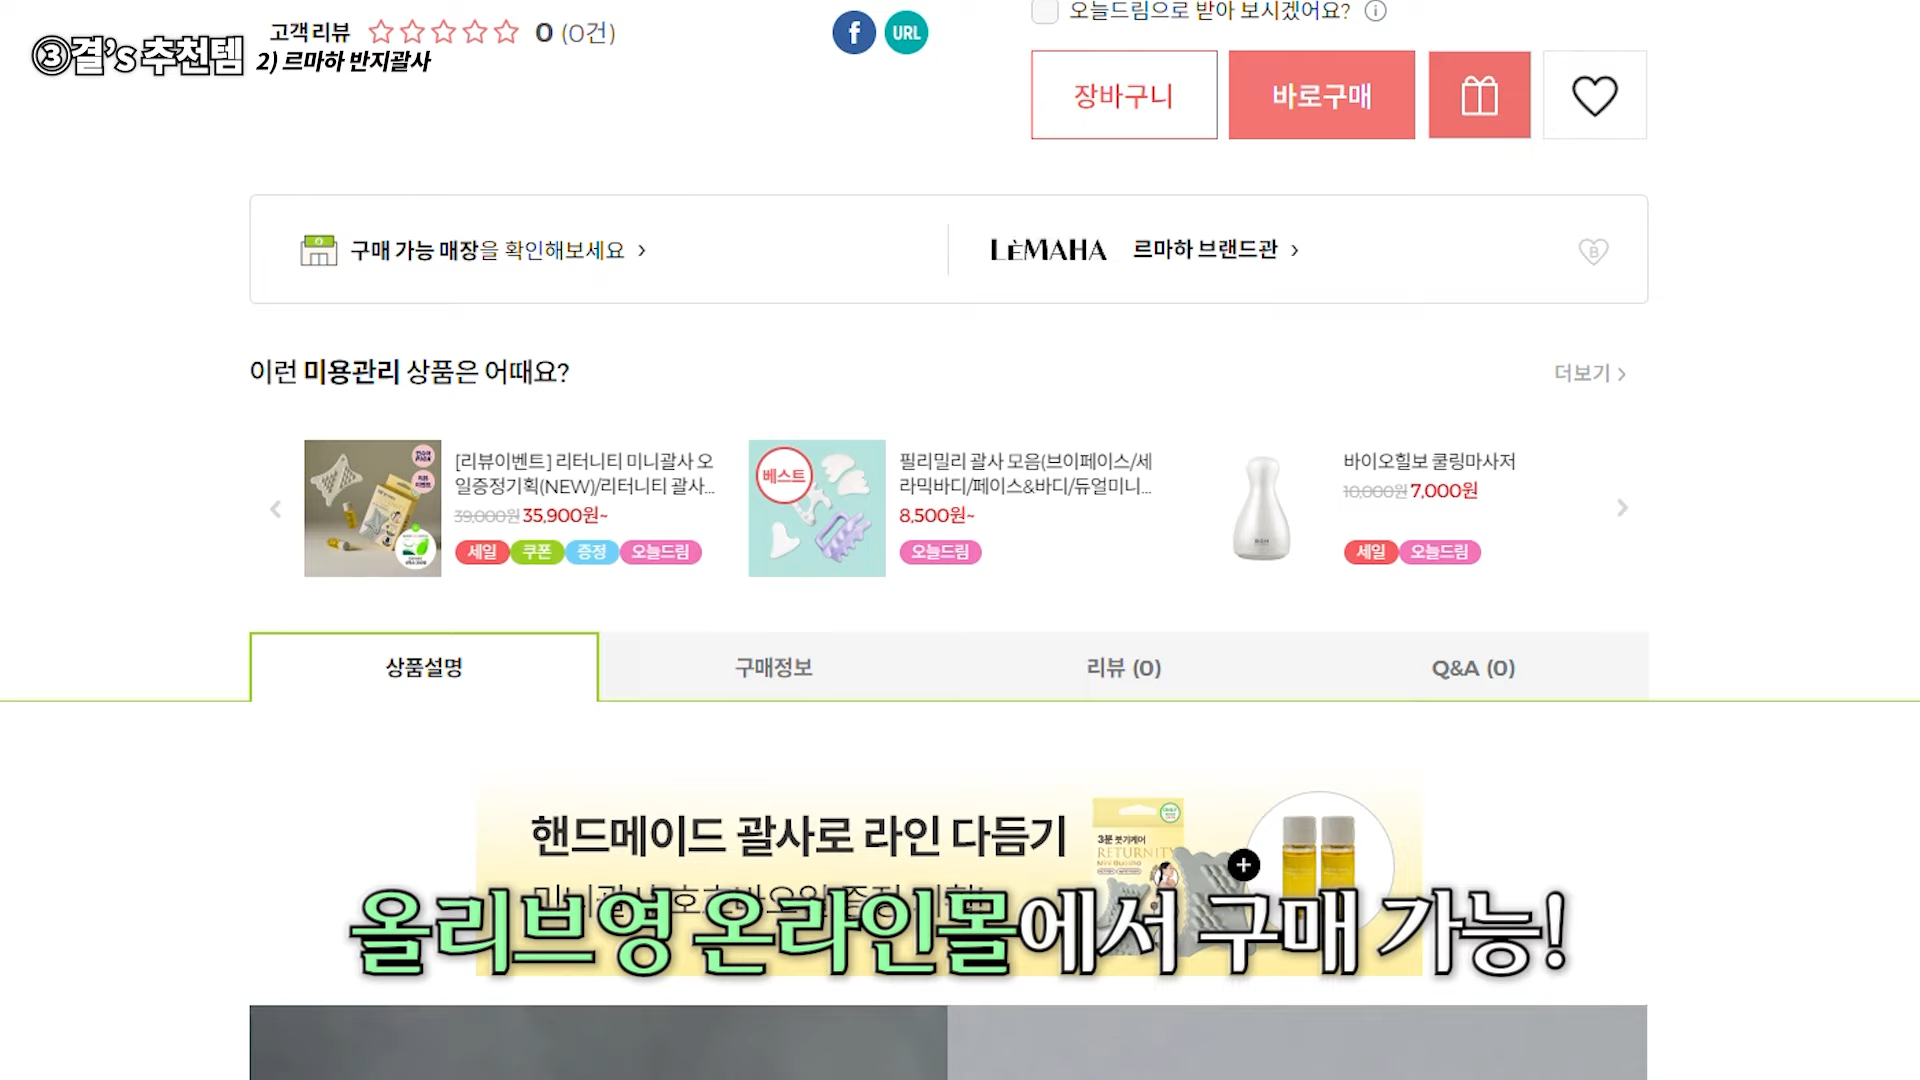 ③결's 추천템
2) 르마하 반지괄사
고객리뷰 0 (0건)
f
URL
오늘드림으로 받아 보시겠어요?
장바구니
바로구매
구매 가능 매장을 확인해보세요 >
LEMAHA 르마하 브랜드관 >
B
이런 미용관리 상품은 어때요?
더보기 >
[리뷰이벤트] 리터니티 미니괄사 오
일증정기획(NEW)/리터니티 괄사...
39,000원 35,900원~
세일 쿠폰 증정 오늘드림
베스트
필리밀리 괄사 모음(브이페이스/세
라믹바디/페이스&바디/듀얼미니...
8,500원~
오늘드림
바이오힐보 쿨링마사저
10,000원 7,000원
세일 오늘드림
상품설명
구매정보
리뷰 (0)
Q&A (0)
핸드메이드 괄사로 라인 다듬기
3분 붓기케어
RETURNITY
올리브영 온라인몰에서 구매 가능!